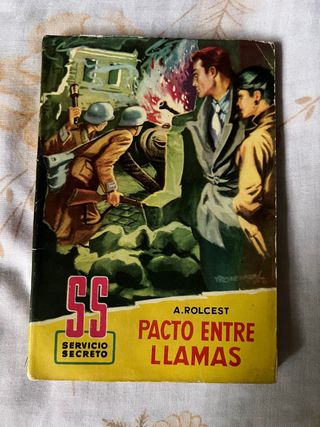 SS
SERVICIO
SECRETO
A. ROLCEST
PACTO ENTRE
LLAMAS